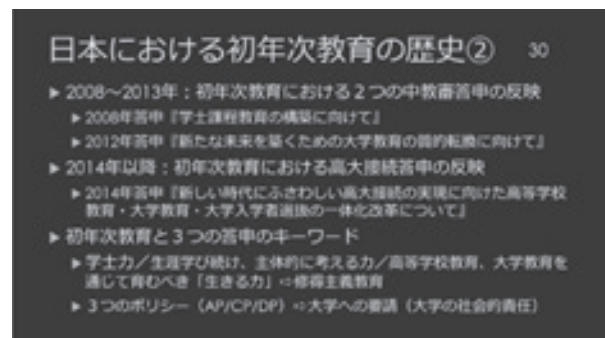 日本における初年次教育の歴史② 30
▶ 2008~2013年:初年次教育における2つの中教審答申の反映
▶ 2008年答申『学士課程教育の構築に向けて』
▶ 2012年答申『新たな未来を築くための大学教育の質的転換に向けて』
▶ 2014年以降:初年次教育における高大接続答申の反映
▶ 2014年答申『新しい時代にふさわしい高大接続の実現に向けた高等学校
教育・大学教育・大学入学者選抜の一体的改革について』
▶ 初年次教育と3つの答申のキーワード
▶ 学士力/生涯学び続け、主体的に考える力/高等学校教育、大学教育を
通じて育むべき「生きる力」⇨修得主義教育
▶ 3つのポリシー(AP/CP/DP)⇨大学への要請(大学の社会的責任)